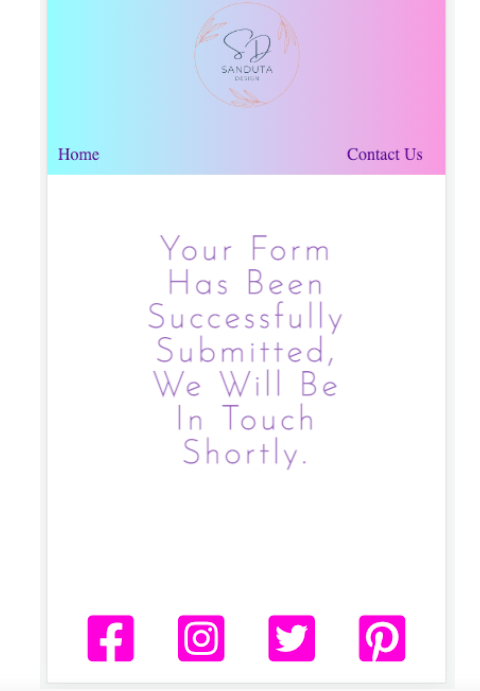 SD
SANDUTA
DESIGN
Home
Contact Us
Your Form
Has Been
Successfully
Submitted,
We Will Be
In Touch
Shortly.